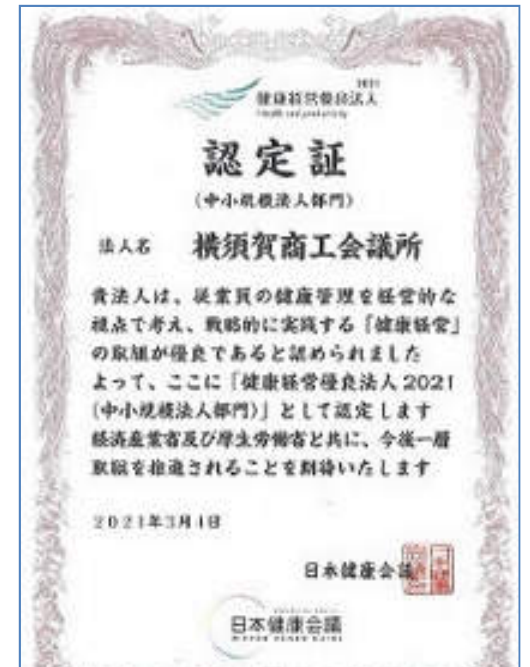 2021
健康経営優良法人
Health and productivity
認定証
(中小規模法人部門)
法人名 横須賀商工会議所
貴法人は、従業員の健康管理を経営的な
視点で考え、戦略的に実践する「健康経営」
の取組が優良であると認められました
よって、ここに「健康経営優良法人2021
(中小規模法人部門)」として認定します
経済産業省及び厚生労働省と共に、今後一層
取組を推進されることを期待いたします
2021年3月4日
日本健康会議
日本健康会議